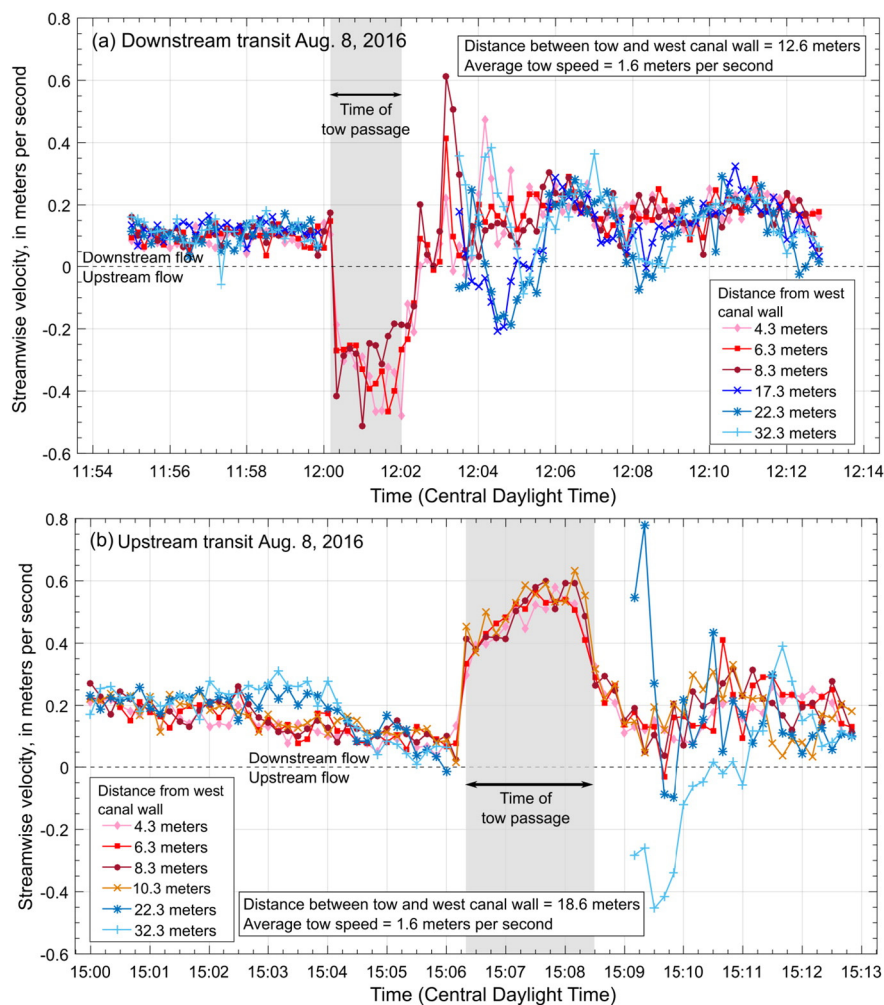 (a) Downstream transit Aug. 8, 2016
Distance between tow and west canal wall = 12.6 meters
Average tow speed = 1.6 meters per second
Time of
tow passage
Downstream flow
Upstream flow
Distance from west
canal wall
4.3 meters
6.3 meters
8.3 meters
17.3 meters
22.3 meters
32.3 meters
Streamwise velocity, in meters per second
0.8
0.6
0.4
0.2
0
-0.2
-0.4
-0.6
11:54 11:56 11:58 12:00 12:02 12:04 12:06 12:08 12:10 12:12 12:14
Time (Central Daylight Time)
(b) Upstream transit Aug. 8, 2016
Downstream flow
Upstream flow
Time of
tow passage
Distance from west
canal wall
4.3 meters
6.3 meters
8.3 meters
10.3 meters
22.3 meters
32.3 meters
Distance between tow and west canal wall = 18.6 meters
Average tow speed = 1.6 meters per second
Streamwise velocity, in meters per second
0.8
0.6
0.4
0.2
0
-0.2
-0.4
-0.6
15:00 15:01 15:02 15:03 15:04 15:05 15:06 15:07 15:08 15:09 15:10 15:11 15:12 15:13
Time (Central Daylight Time)